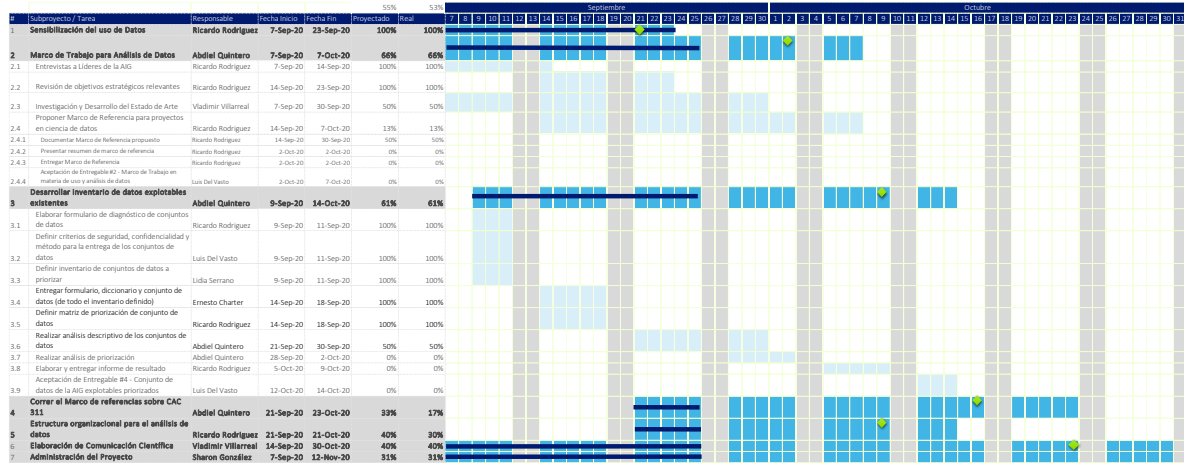 55% 53%
Septiembre Octubre
# Subproyecto / Tarea Responsable Fecha Inicio Fecha Fin Proyectado Real 7 8 9 10 11 12 13 14 15 16 17 18 19 20 21 22 23 24 25 26 27 28 29 30 1 2 3 4 5 6 7 8 9 10 11 12 13 14 15 16 17 18 19 20 21 22 23 24 25 26 27 28 29 30 31
1 Sensibilización del uso de Datos Ricardo Rodriguez 7-Sep-20 23-Sep-20 100% 100%
2 Marco de Trabajo para Análisis de Datos Abdiel Quintero 7-Sep-20 7-Oct-20 66% 66%
2.1 Entrevistas a Líderes de la AIG Ricardo Rodriguez 7-Sep-20 14-Sep-20 100% 100%
2.2 Revisión de objetivos estratégicos relevantes Ricardo Rodriguez 14-Sep-20 23-Sep-20 100% 100%
2.3 Investigación y Desarrollo del Estado de Arte Vladimir Villarreal 7-Sep-20 30-Sep-20 50% 50%
Proponer Marco de Referencia para proyectos
2.4 en ciencia de datos Ricardo Rodriguez 14-Sep-20 7-Oct-20 13% 13%
2.4.1 Documentar Marco de Referencia propuesto Ricardo Rodriguez 14-Sep-20 30-Sep-20 50% 50%
2.4.2 Presentar resumen de marco de referencia Ricardo Rodriguez 2-Oct-20 2-Oct-20 0% 0%
2.4.3 Entregar Marco de Referencia Ricardo Rodriguez 2-Oct-20 2-Oct-20 0% 0%
Aceptación de Entregable #2 - Marco de Trabajo en
2.4.4 materia de uso y análisis de datos Luis Del Vasto 2-Oct-20 7-Oct-20 0% 0%
Desarrollar inventario de datos explotables
3 existentes Abdiel Quintero 9-Sep-20 14-Oct-20 61% 61%
Elaborar formulario de diagnóstico de conjuntos
3.1 de datos Ricardo Rodriguez 9-Sep-20 11-Sep-20 100% 100%
Definir criterios de seguridad, confidencialidad y
método para la entrega de los conjuntos de
3.2 datos Luis Del Vasto 9-Sep-20 11-Sep-20 100% 100%
Definir inventario de conjuntos de datos a
3.3 priorizar Lidia Serrano 9-Sep-20 11-Sep-20 100% 100%
Entregar formulario, diccionario y conjunto de
3.4 datos (de todo el inventario definido) Ernesto Charter 14-Sep-20 18-Sep-20 100% 100%
Definir matriz de priorización de conjunto de
3.5 datos Ricardo Rodriguez 14-Sep-20 18-Sep-20 100% 100%
Realizar análisis descriptivo de los conjuntos de
3.6 datos Abdiel Quintero 21-Sep-20 30-Sep-20 50% 50%
3.7 Realizar análisis de priorización Abdiel Quintero 28-Sep-20 2-Oct-20 0% 0%
3.8 Elaborar y entregar informe de resultado Ricardo Rodriguez 5-Oct-20 9-Oct-20 0% 0%
Aceptación de Entregable #4 - Conjunto de
3.9 datos de la AIG explotables priorizados Luis Del Vasto 12-Oct-20 14-Oct-20 0% 0%
Correr el Marco de referencias sobre CAC
4 311 Abdiel Quintero 21-Sep-20 23-Oct-20 33% 17%
Estructura organizacional para el análisis de
5 datos Ricardo Rodriguez 21-Sep-20 21-Oct-20 40% 30%
6 Elaboración de Comunicación Científica Vladimir Villarreal 14-Sep-20 30-Oct-20 40% 40%
7 Administración del Proyecto Sharon González 7-Sep-20 12-Nov-20 31% 31%